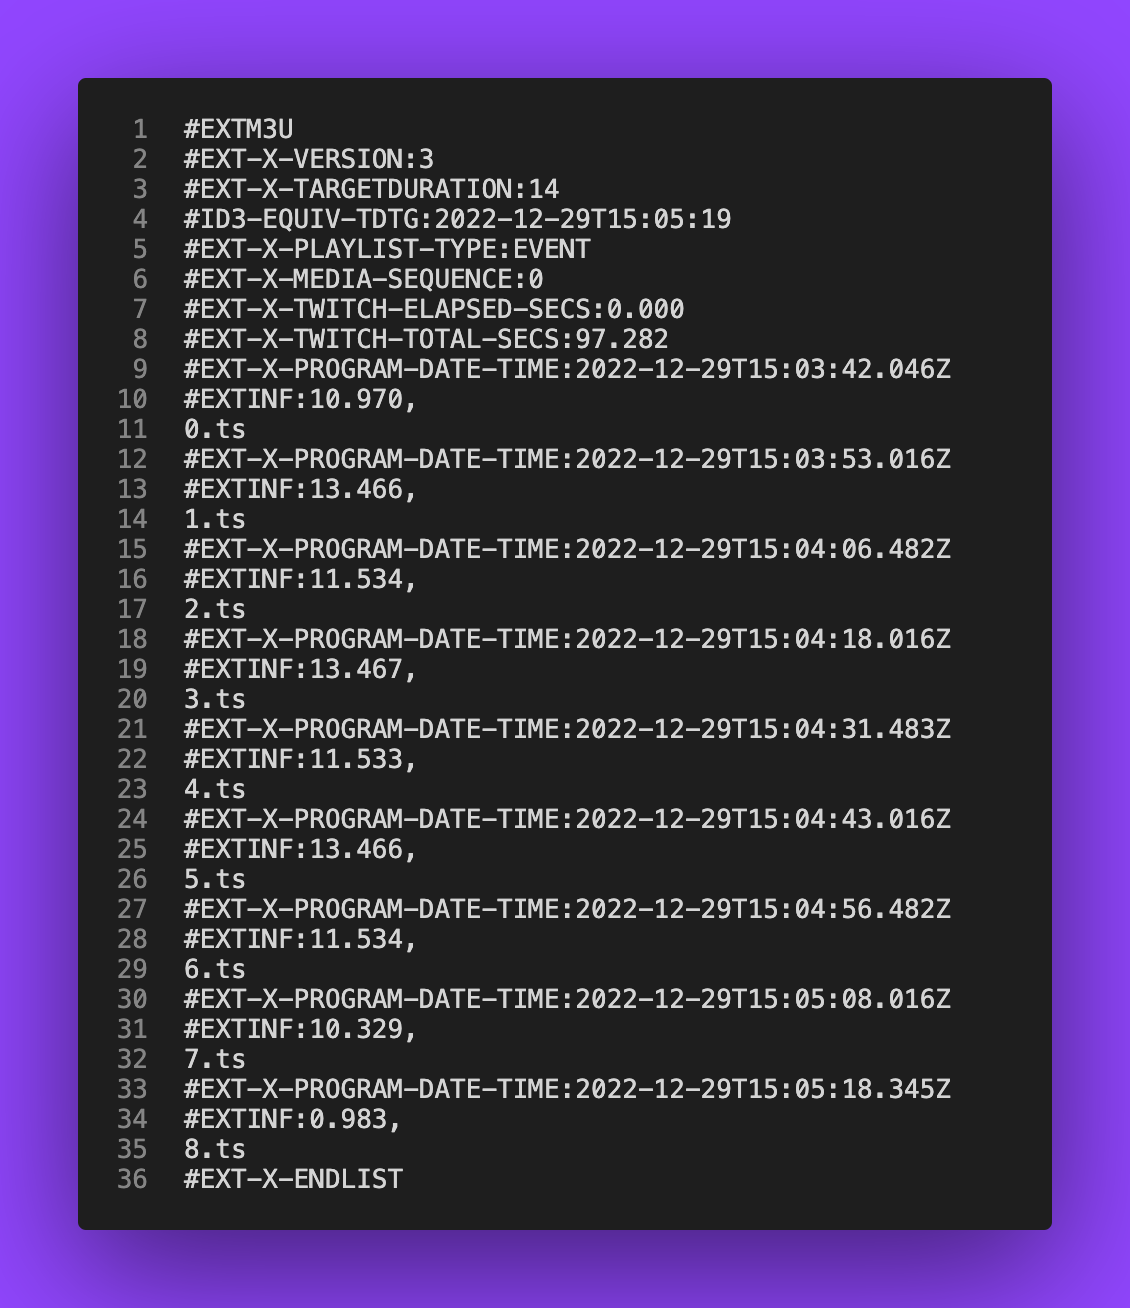 1 #EXTM3U
2 #EXT-X-VERSION:3
3 #EXT-X-TARGETDURATION:14
4 #ID3-EQUIV-TDTG:2022-12-29T15:05:19
5 #EXT-X-PLAYLIST-TYPE:EVENT
6 #EXT-X-MEDIA-SEQUENCE:0
7 #EXT-X-TWITCH-ELAPSED-SECS:0.000
8 #EXT-X-TWITCH-TOTAL-SECS:97.282
9 #EXT-X-PROGRAM-DATE-TIME:2022-12-29T15:03:42.046Z
10 #EXTINF:10.970,
11 0.ts
12 #EXT-X-PROGRAM-DATE-TIME:2022-12-29T15:03:53.016Z
13 #EXTINF:13.466,
14 1.ts
15 #EXT-X-PROGRAM-DATE-TIME:2022-12-29T15:04:06.482Z
16 #EXTINF:11.534,
17 2.ts
18 #EXT-X-PROGRAM-DATE-TIME:2022-12-29T15:04:18.016Z
19 #EXTINF:13.467,
20 3.ts
21 #EXT-X-PROGRAM-DATE-TIME:2022-12-29T15:04:31.483Z
22 #EXTINF:11.533,
23 4.ts
24 #EXT-X-PROGRAM-DATE-TIME:2022-12-29T15:04:43.016Z
25 #EXTINF:13.466,
26 5.ts
27 #EXT-X-PROGRAM-DATE-TIME:2022-12-29T15:04:56.482Z
28 #EXTINF:11.534,
29 6.ts
30 #EXT-X-PROGRAM-DATE-TIME:2022-12-29T15:05:08.016Z
31 #EXTINF:10.329,
32 7.ts
33 #EXT-X-PROGRAM-DATE-TIME:2022-12-29T15:05:18.345Z
34 #EXTINF:0.983,
35 8.ts
36 #EXT-X-ENDLIST